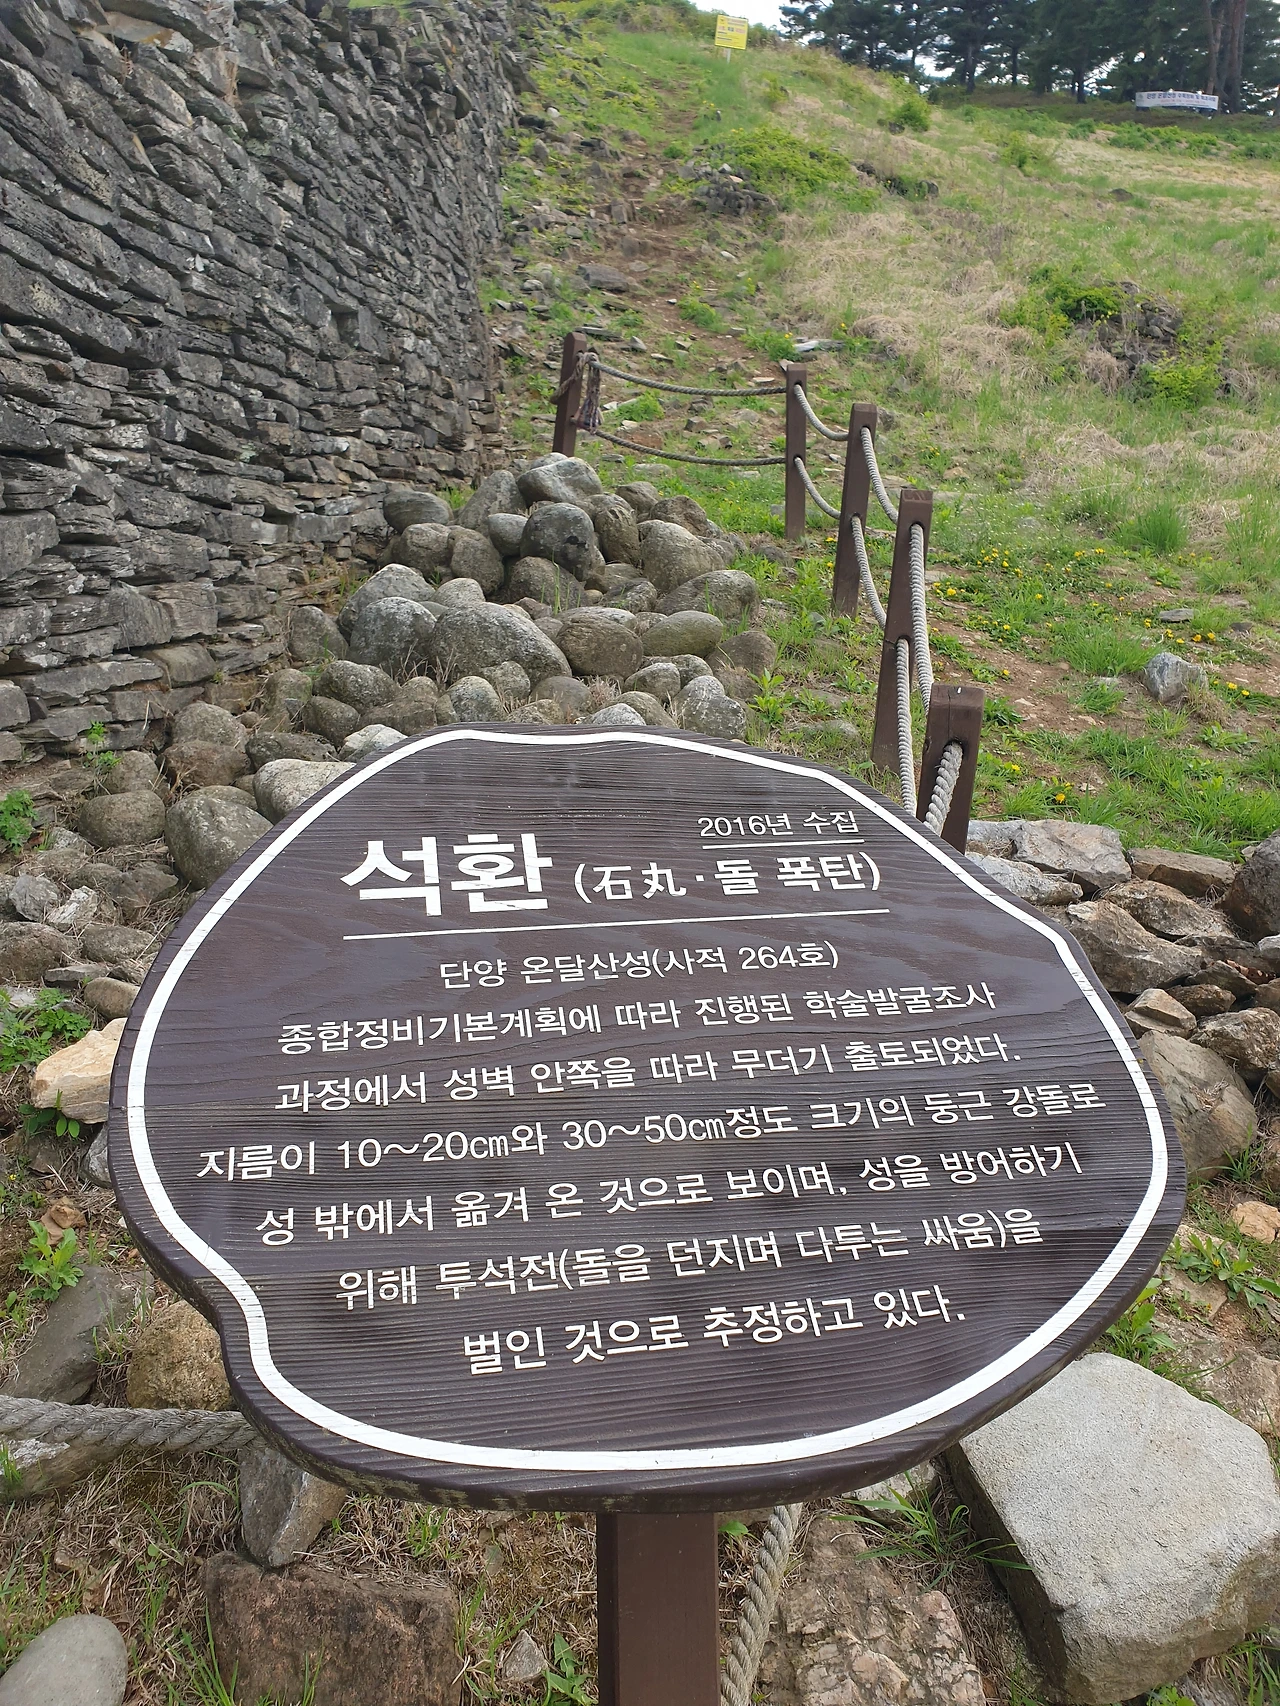 2016년 수집
석환 (石丸·돌 폭탄)
단양 온달산성(사적 264호)
종합정비기본계획에 따라 진행된 학술발굴조사
과정에서 성벽 안쪽을 따라 무더기 출토되었다.
지름이 10~20㎝와 30~50㎝정도 크기의 둥근 강돌로
성 밖에서 옮겨 온 것으로 보이며, 성을 방어하기
위해 투석전(돌을 던지며 다투는 싸움)을
벌인 것으로 추정하고 있다.